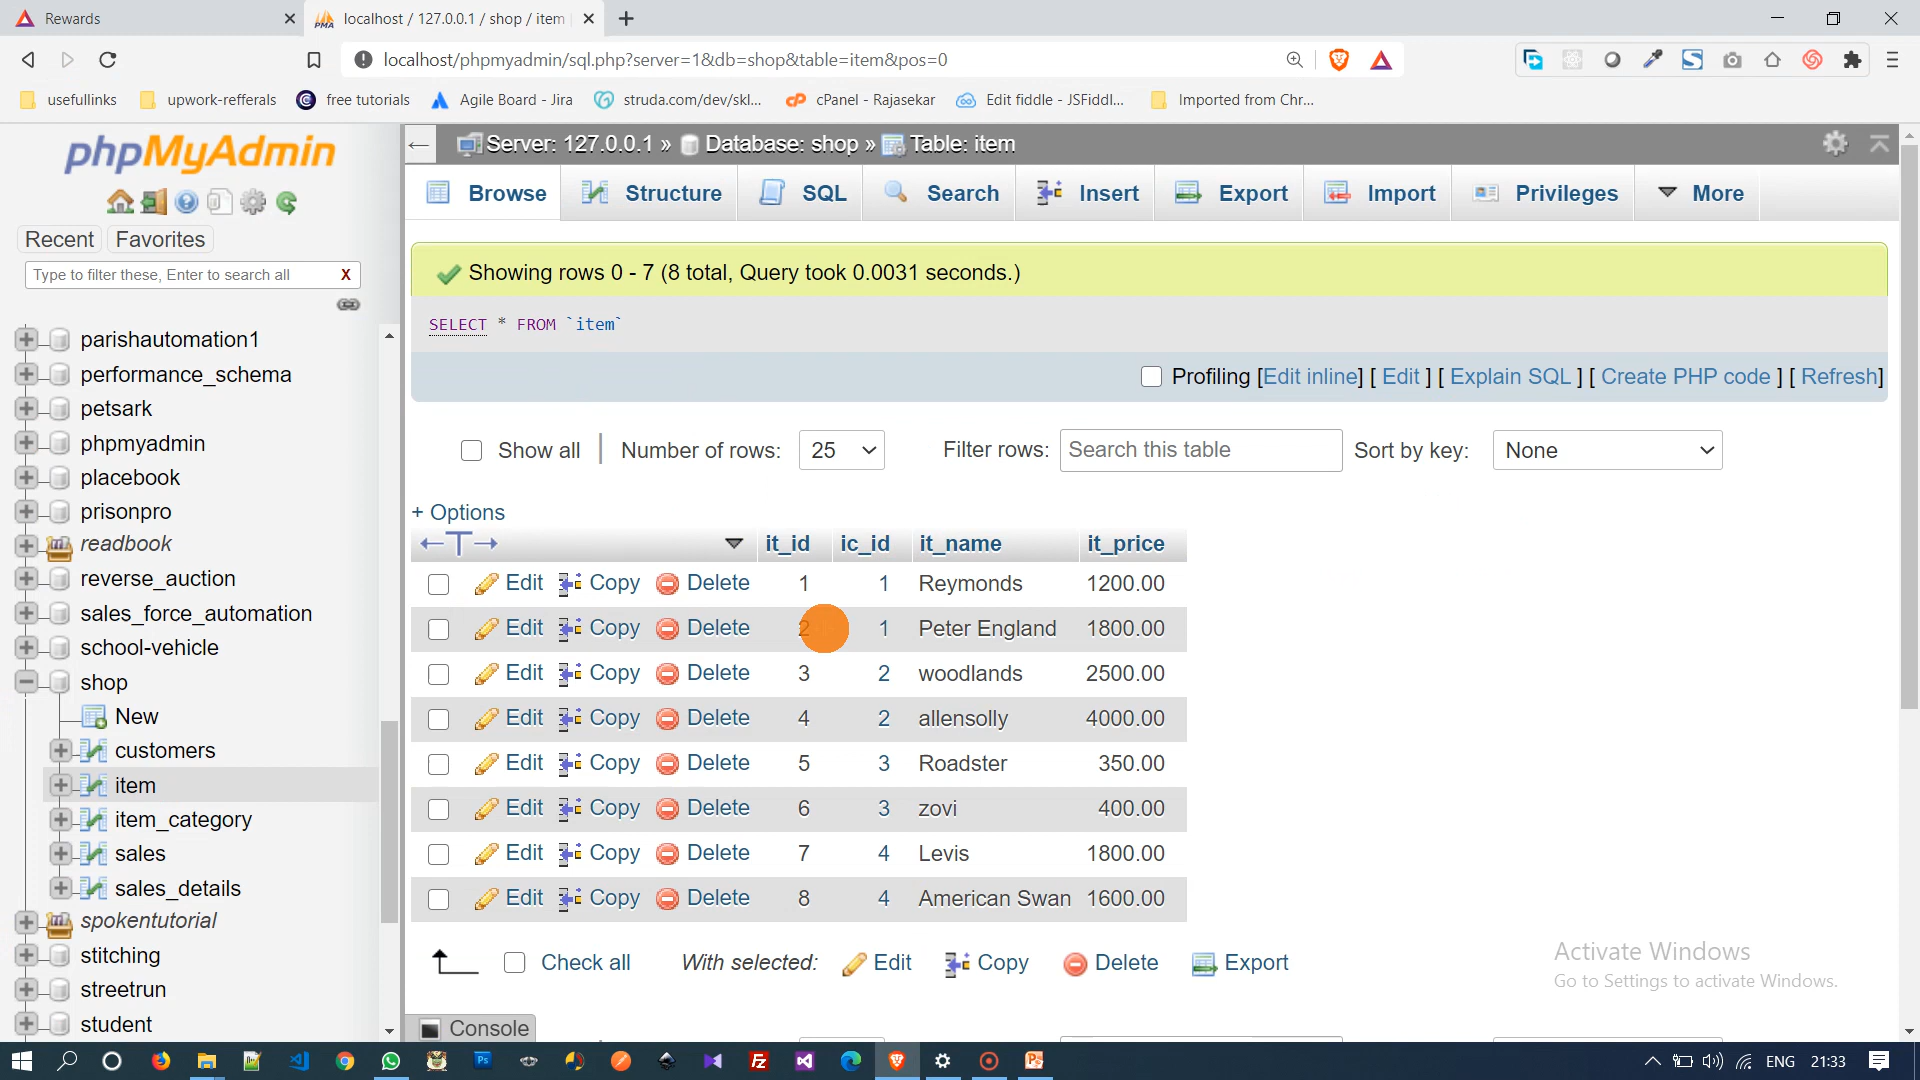 Rewards
localhost / 127.0.0.1 / shop / item
localhost/phpmyadmin/sql.php?server=1&db=shop&table=item&pos=0
usefullinks
upwork-refferals
free tutorials
Agile Board - Jira
struda.com/dev/skl...
cPanel - Rajasekar
Edit fiddle - JSFiddl...
Imported from Chr...
phpMyAdmin
Recent Favorites
Type to filter these, Enter to search all X
parishautomation1
performance_schema
petsark
phpmyadmin
placebook
prisonpro
readbook
reverse_auction
sales_force_automation
school-vehicle
shop
New
customers
item
item_category
sales
sales_details
spokentutorial
stitching
streetrun
student
Server: 127.0.0.1 » Database: shop » Table: item
Browse Structure SQL Search Insert Export Import Privileges More
Showing rows 0 - 7 (8 total, Query took 0.0031 seconds.)
SELECT * FROM `item`
Profiling [Edit inline] [ Edit ] [ Explain SQL ] [ Create PHP code ] [ Refresh]
Show all | Number of rows: 25 Filter rows: Search this table Sort by key: None
+ Options
←T→ it_id ic_id it_name it_price
Edit Copy Delete 1 1 Reymonds 1200.00
Edit Copy Delete 2 1 Peter England 1800.00
Edit Copy Delete 3 2 woodlands 2500.00
Edit Copy Delete 4 2 allensolly 4000.00
Edit Copy Delete 5 3 Roadster 350.00
Edit Copy Delete 6 3 zovi 400.00
Edit Copy Delete 7 4 Levis 1800.00
Edit Copy Delete 8 4 American Swan 1600.00
Check all With selected: Edit Copy Delete Export
Console
Activate Windows
Go to Settings to activate Windows.
ENG 21:33